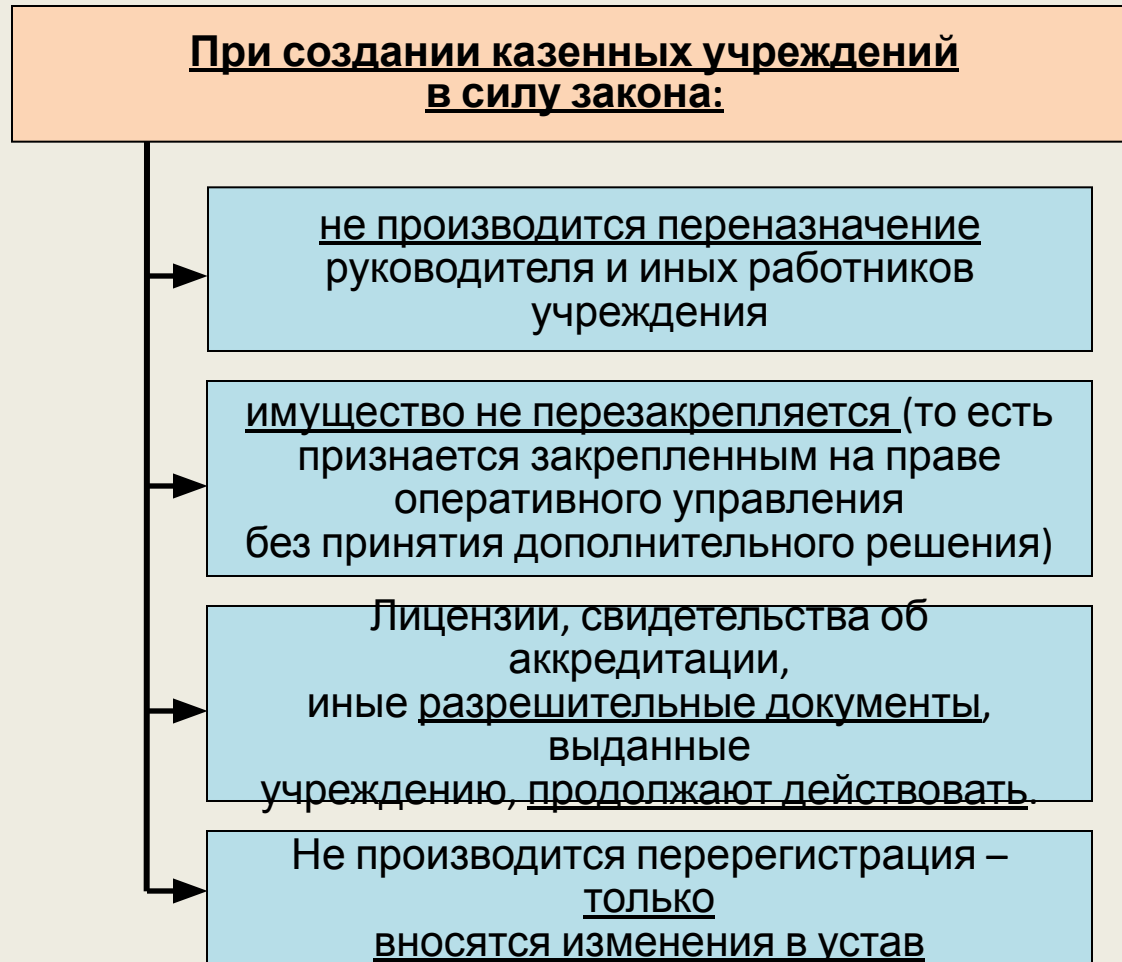 При создании казенных учреждений
в силу закона:
не производится переназначение
руководителя и иных работников
учреждения
имущество не перезакрепляется (то есть
признается закрепленным на праве
оперативного управления
без принятия дополнительного решения)
Лицензии, свидетельства об
аккредитации,
иные разрешительные документы,
выданные
учреждению, продолжают действовать.
Не производится перерегистрация –
только
вносятся изменения в устав